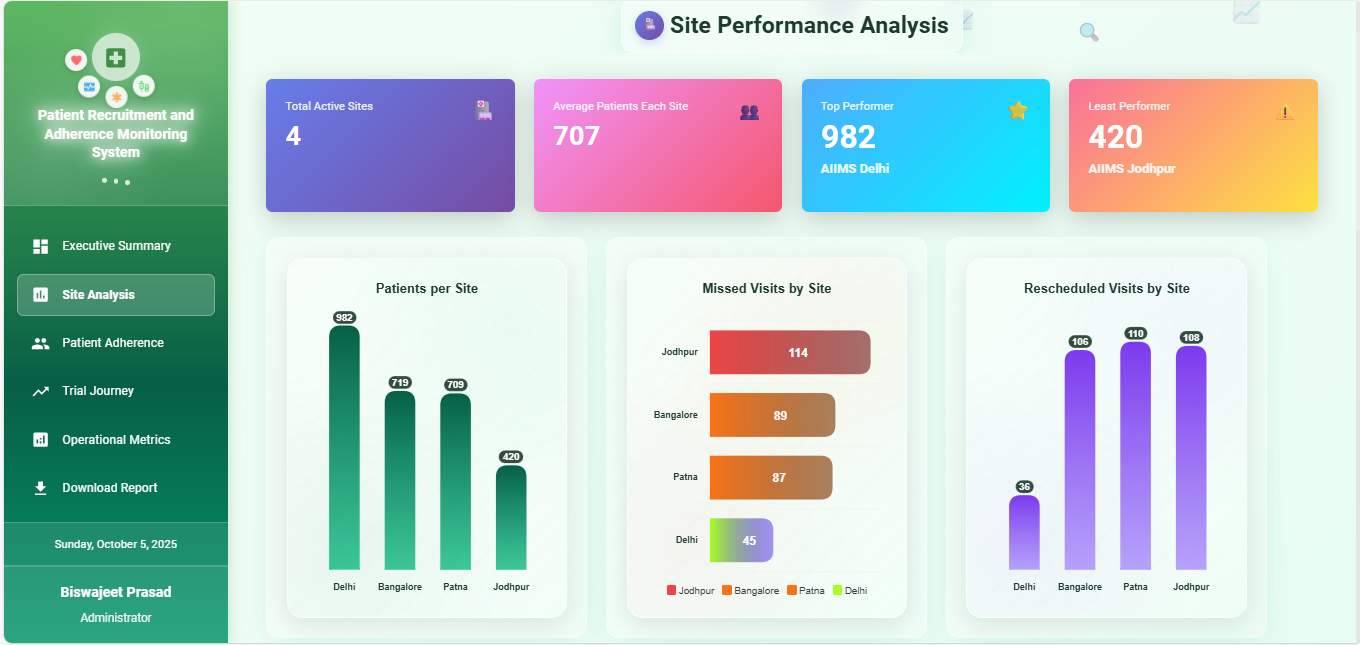 Patient Recruitment and
Adherence Monitoring
System
Executive Summary
Site Analysis
Patient Adherence
Trial Journey
Operational Metrics
Download Report
Sunday, October 5, 2025
Biswajeet Prasad
Administrator
Site Performance Analysis
Total Active Sites
4
Average Patients Each Site
707
Top Performer
982
AIIMS Delhi
Least Performer
420
AIIMS Jodhpur
Patients per Site
982
719
709
420
Delhi Bangalore Patna Jodhpur
Missed Visits by Site
Jodhpur 114
Bangalore 89
Patna 87
Delhi 45
Jodhpur Bangalore Patna Delhi
Rescheduled Visits by Site
36
106
110
108
Delhi Bangalore Patna Jodhpur